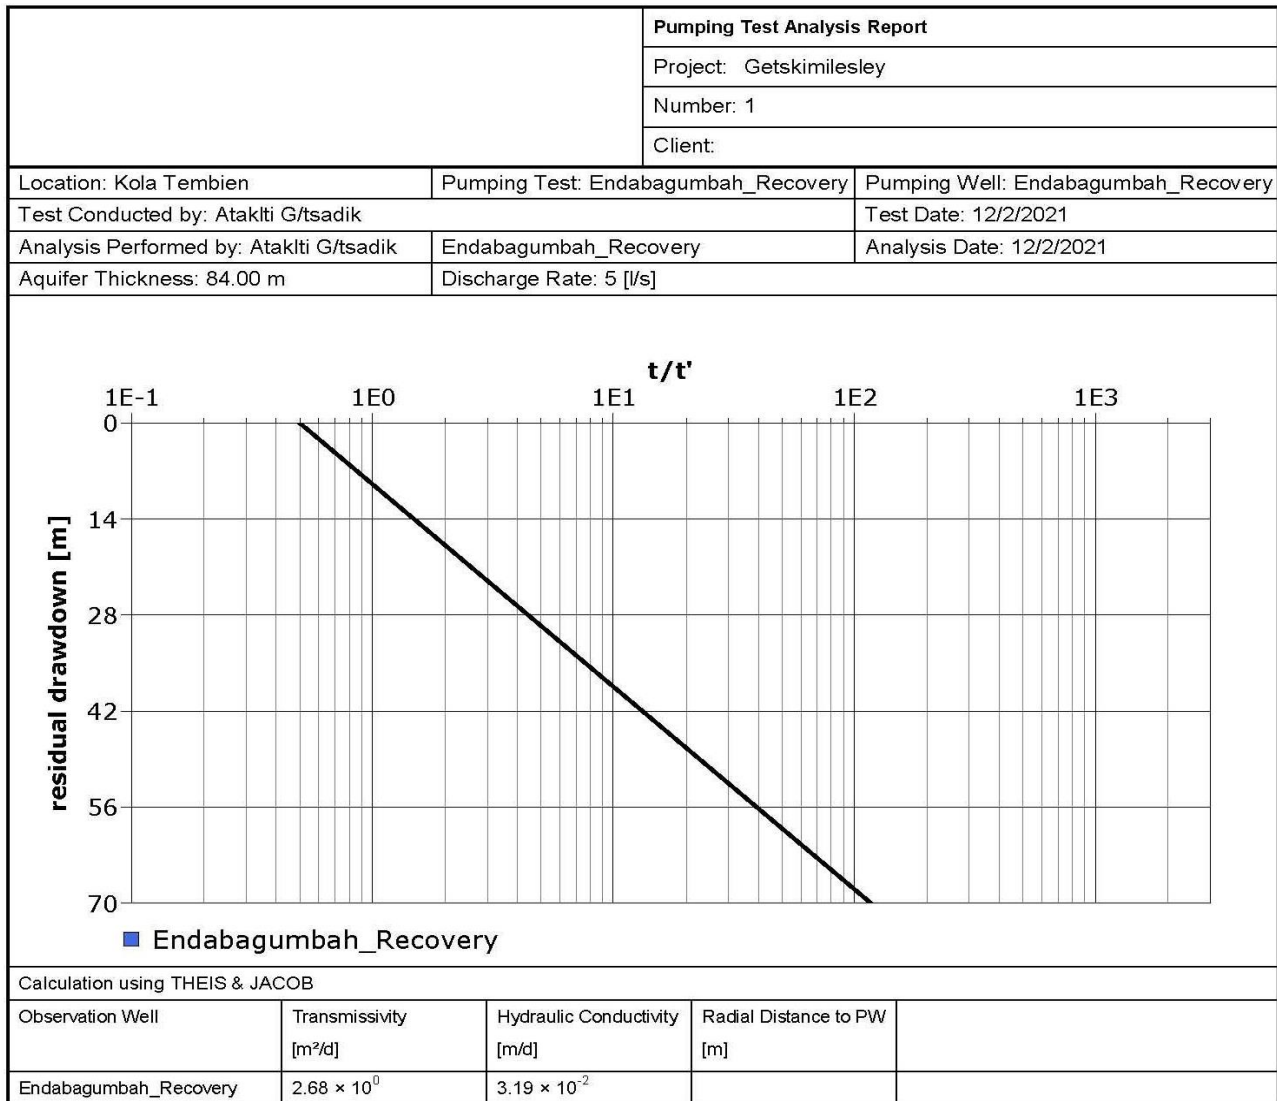 Pumping Test Analysis Report
Project: Getskimilesley
Number: 1
Client:
Location: Kola Tembien
Pumping Test: Endabagumbah_Recovery
Pumping Well: Endabagumbah_Recovery
Test Conducted by: Ataklti G/tsadik
Test Date: 12/2/2021
Analysis Performed by: Ataklti G/tsadik
Endabagumbah_Recovery
Analysis Date: 12/2/2021
Aquifer Thickness: 84.00 m
Discharge Rate: 5 [l/s]
t/t'
1E-1 1E0 1E1 1E2 1E3
0
14
28
42
56
70
residual drawdown [m]
Endabagumbah_Recovery
Calculation using THEIS & JACOB
Observation Well
Transmissivity
[m²/d]
Hydraulic Conductivity
[m/d]
Radial Distance to PW
[m]
Endabagumbah_Recovery
2.68 × 10⁰
3.19 × 10⁻²